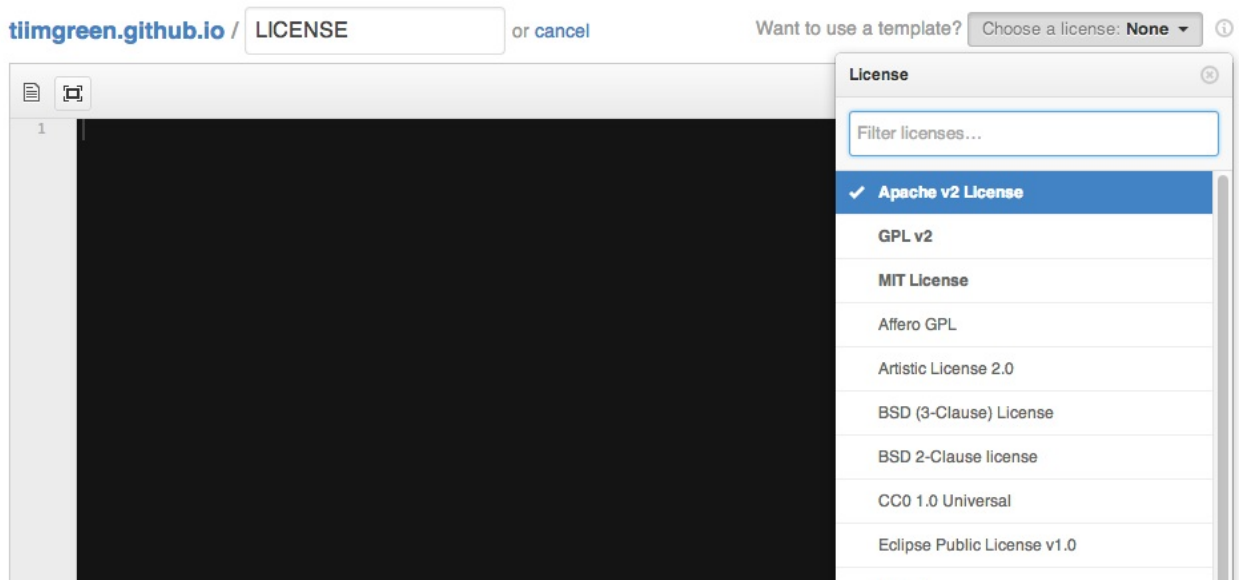 tiimgreen.github.io / LICENSE or cancel Want to use a template? Choose a license: None
License
Filter licenses…
1
Apache v2 License
GPL v2
MIT License
Affero GPL
Artistic License 2.0
BSD (3-Clause) License
BSD 2-Clause license
CC0 1.0 Universal
Eclipse Public License v1.0